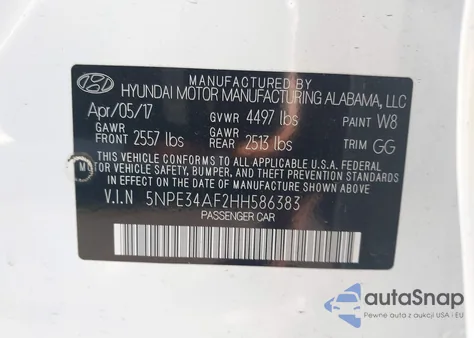 MANUFACTURED BY
HYUNDAI MOTOR MANUFACTURING ALABAMA, LLC
Apr/05/17 GVWR 4497 lbs PAINT W8
GAWR GAWR
FRONT 2557 lbs REAR 2513 lbs TRIM GG
THIS VEHICLE CONFORMS TO ALL APPLICABLE U.S.A. FEDERAL
MOTOR VEHICLE SAFETY, BUMPER, AND THEFT PREVENTION STANDARDS
IN EFFECT ON THE DATE OF MANUFACTURE SHOWN ABOVE.
V.I.N 5NPE34AF2HH586383
PASSENGER CAR
autoSnap
Pewne auta z aukcji USA i EU